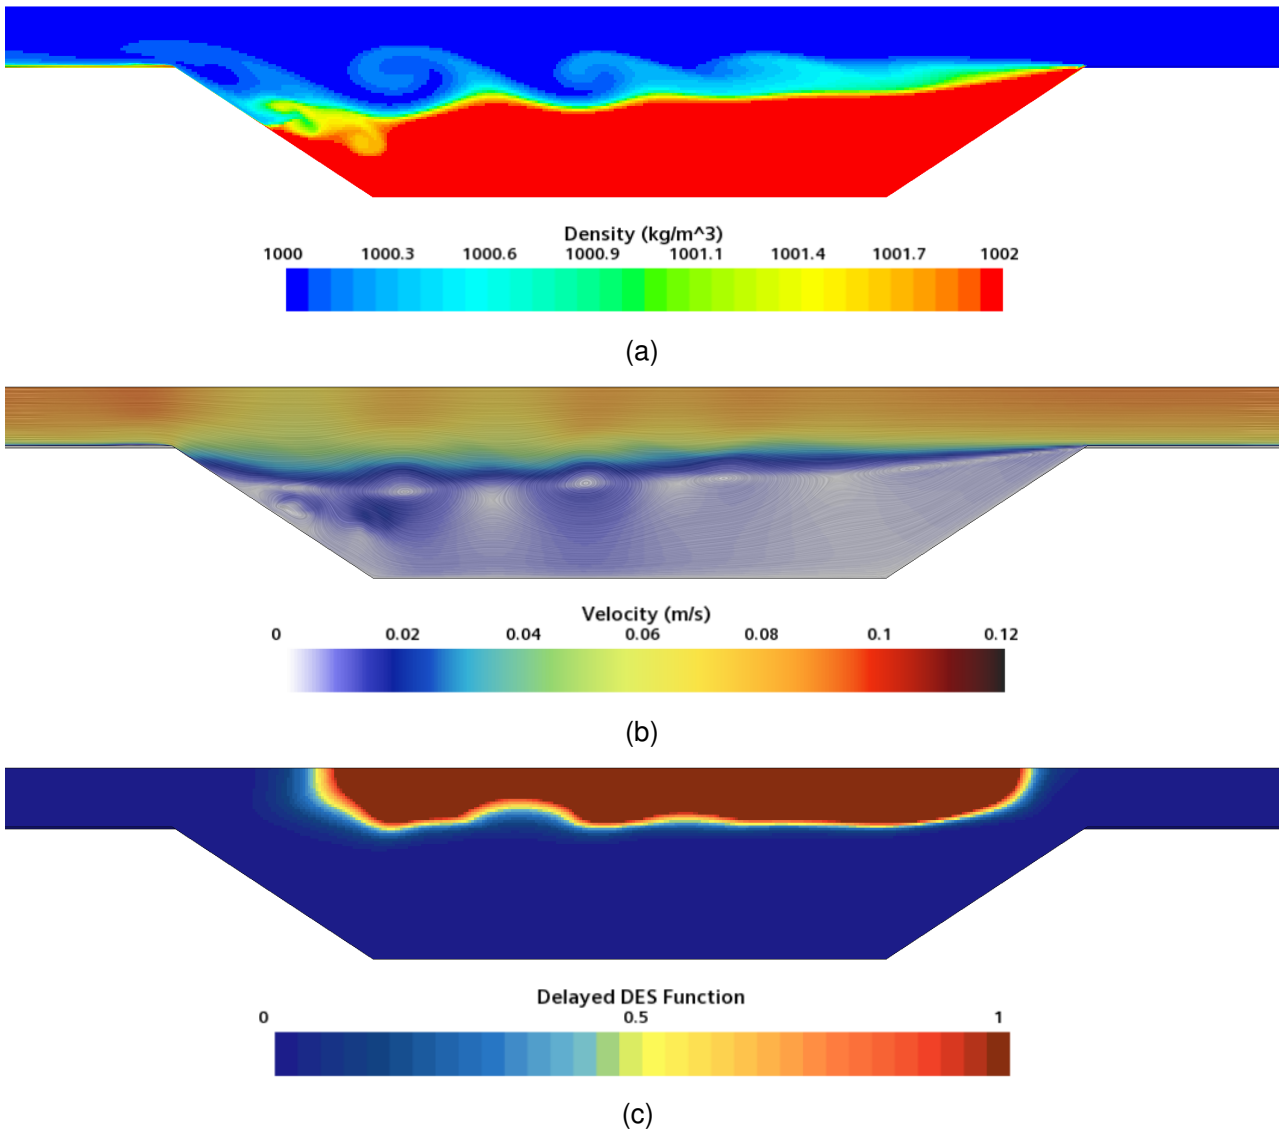 Density (kg/m^3)
1000 1000.3 1000.6 1000.9 1001.1 1001.4 1001.7 1002
(a)
Velocity (m/s)
0 0.02 0.04 0.06 0.08 0.1 0.12
(b)
Delayed DES Function
0 0.5 1
(c)